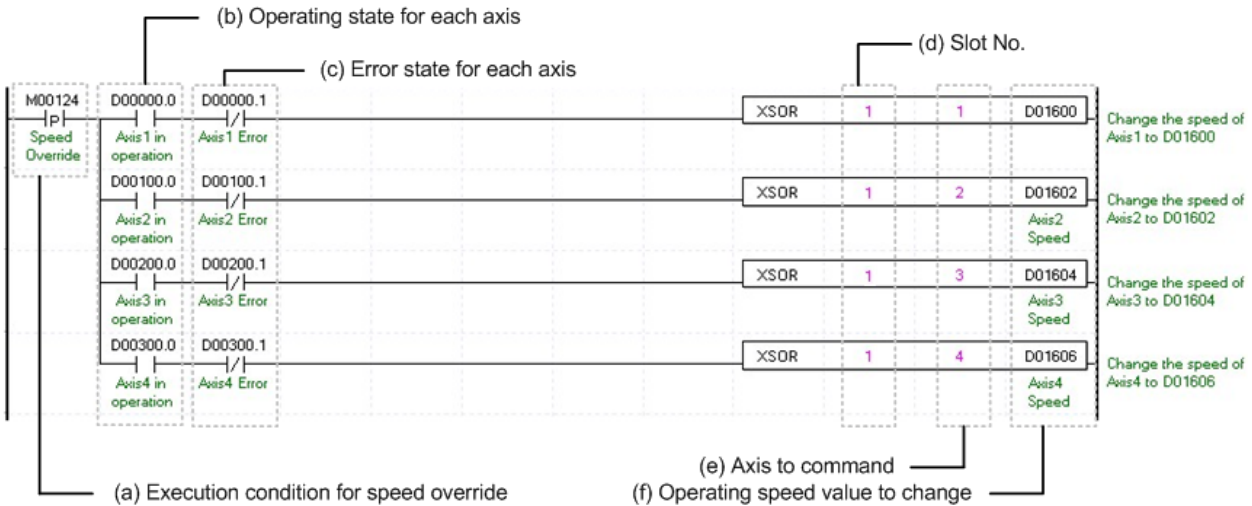 (b) Operating state for each axis
(d) Slot No.
(c) Error state for each axis
M00124 D00000.0 D00000.1
P
XSOR 1 1 D01600
Speed
Override
Axis1 in
operation
Axis1 Error
Change the speed of
Axis1 to D01600
D00100.0 D00100.1
XSOR 1 2 D01602
Axis2 in
operation
Axis2 Error
Axis2
Speed
Change the speed of
Axis2 to D01602
D00200.0 D00200.1
XSOR 1 3 D01604
Axis3 in
operation
Axis3 Error
Axis3
Speed
Change the speed of
Axis3 to D01604
D00300.0 D00300.1
XSOR 1 4 D01606
Axis4 in
operation
Axis4 Error
Axis4
Speed
Change the speed of
Axis4 to D01606
(e) Axis to command
(a) Execution condition for speed override
(f) Operating speed value to change